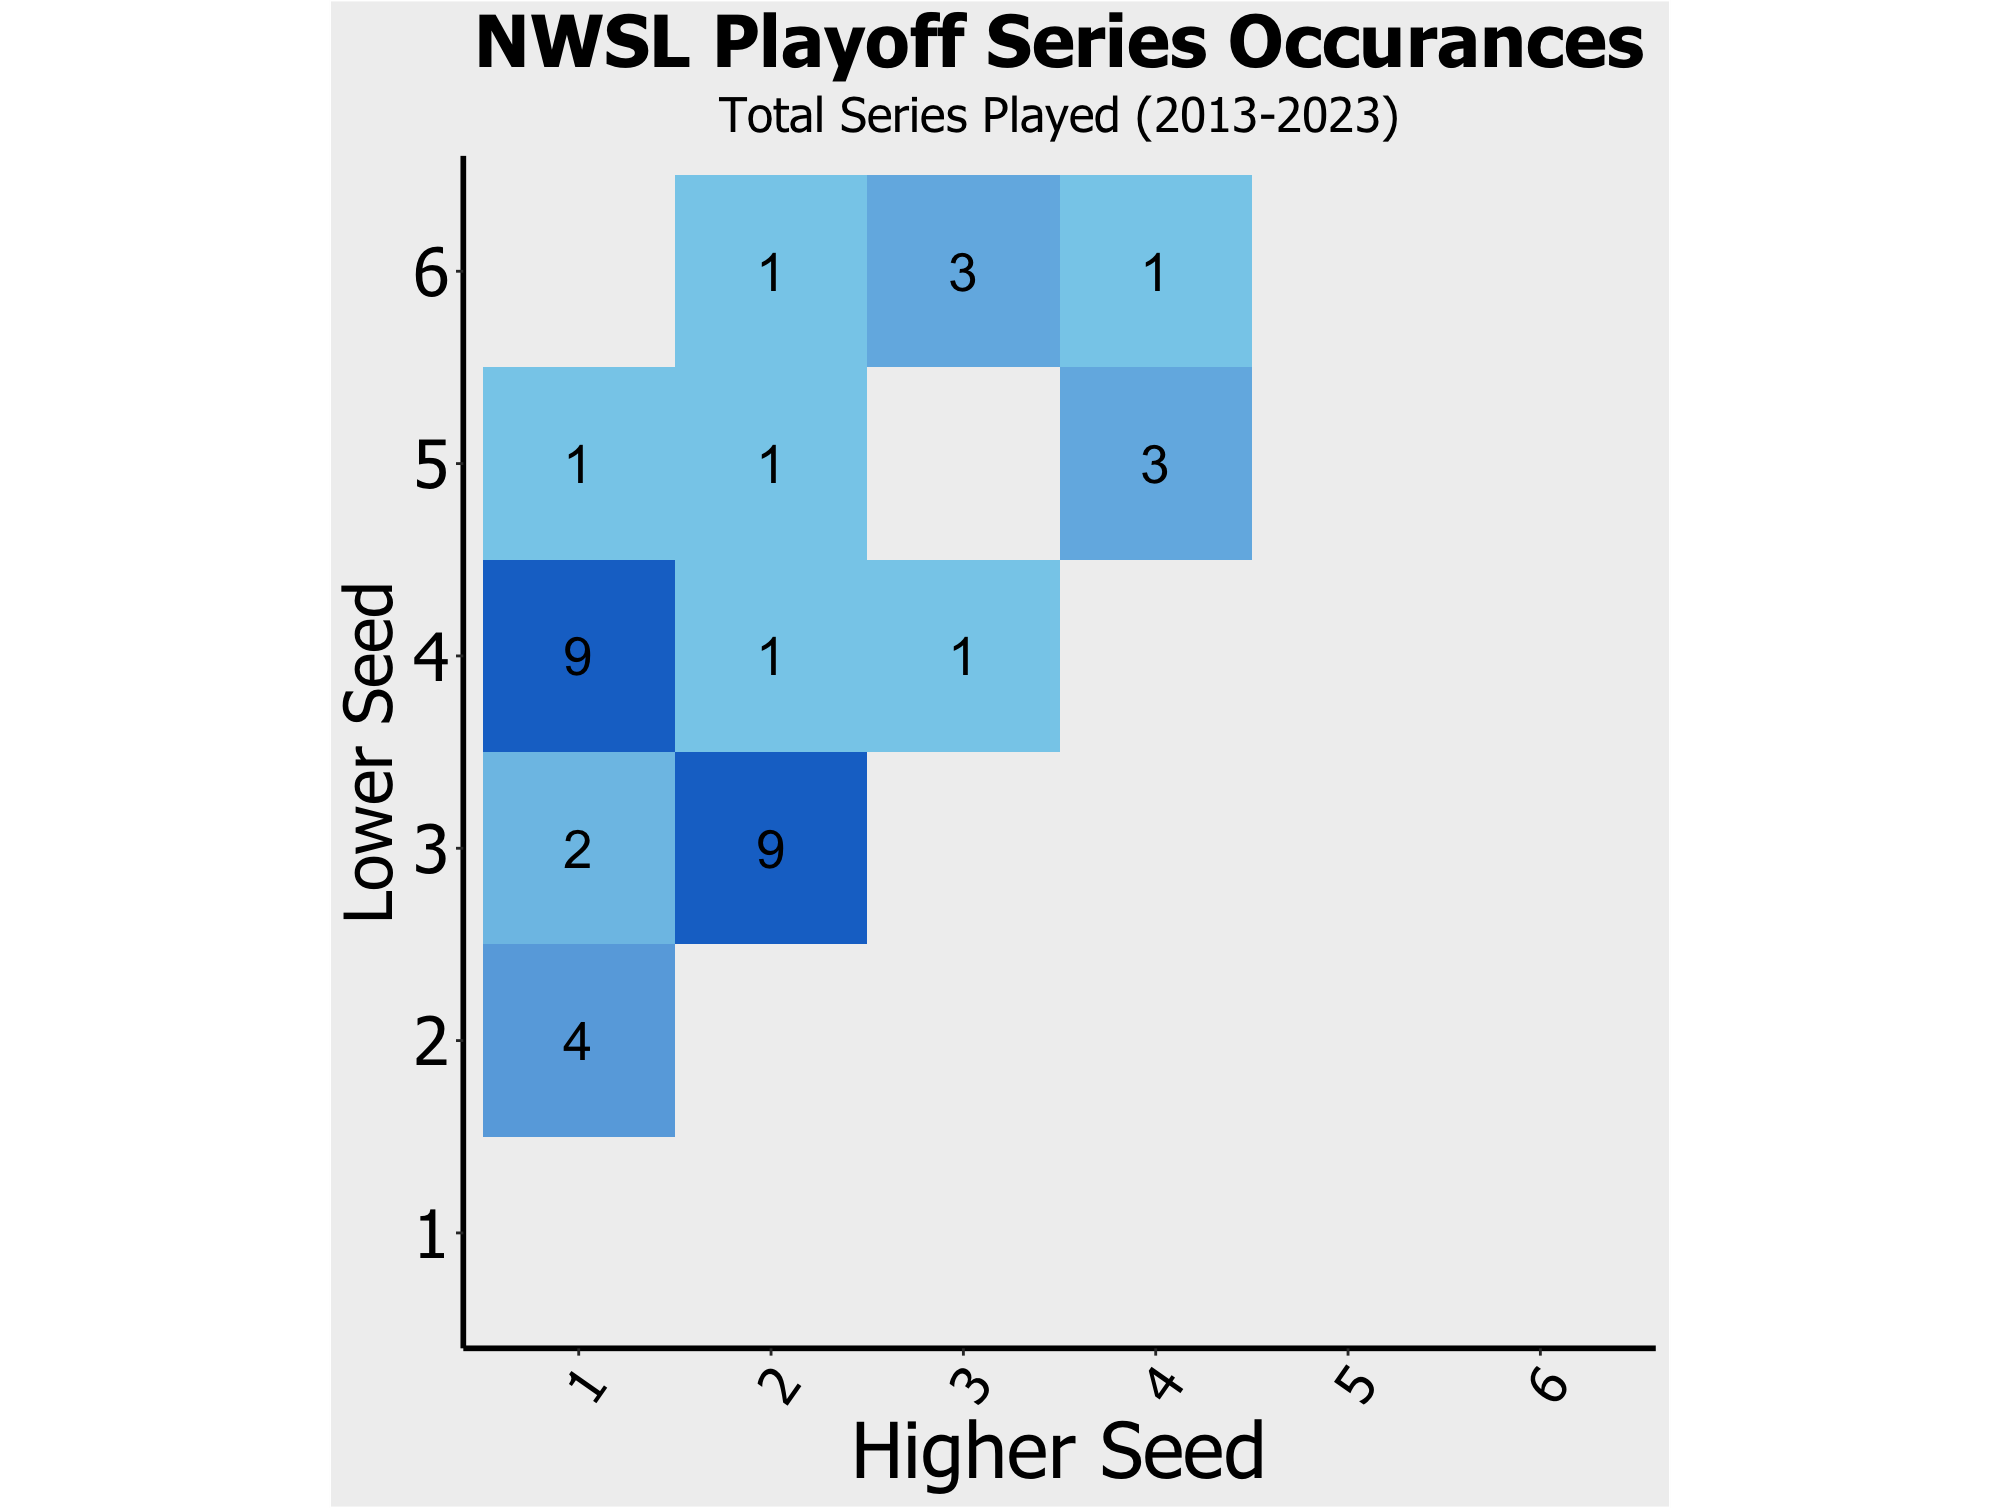 NWSL Playoff Series Occurances
Total Series Played (2013-2023)
Lower Seed
6
1 3 1
5
1 1 3
4
9 1 1
3
2 9
2
4
1
1 2 3 4 5 6
Higher Seed